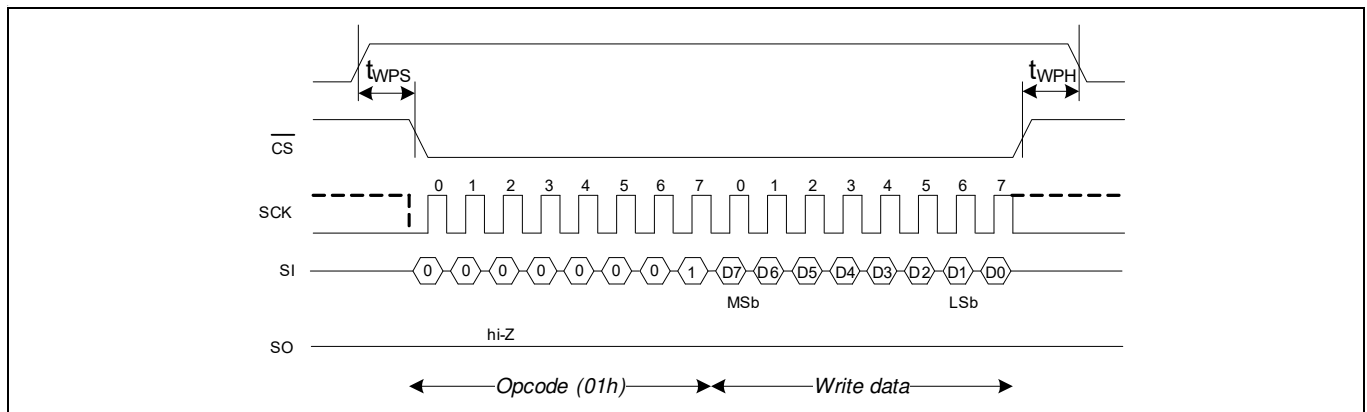 tWPS tWPH
CS
0 1 2 3 4 5 6 7 0 1 2 3 4 5 6 7
SCK
SI 0 0 0 0 0 0 0 1 D7 D6 D5 D4 D3 D2 D1 D0
MSb LSb
hi-Z
SO
Opcode (01h) Write data